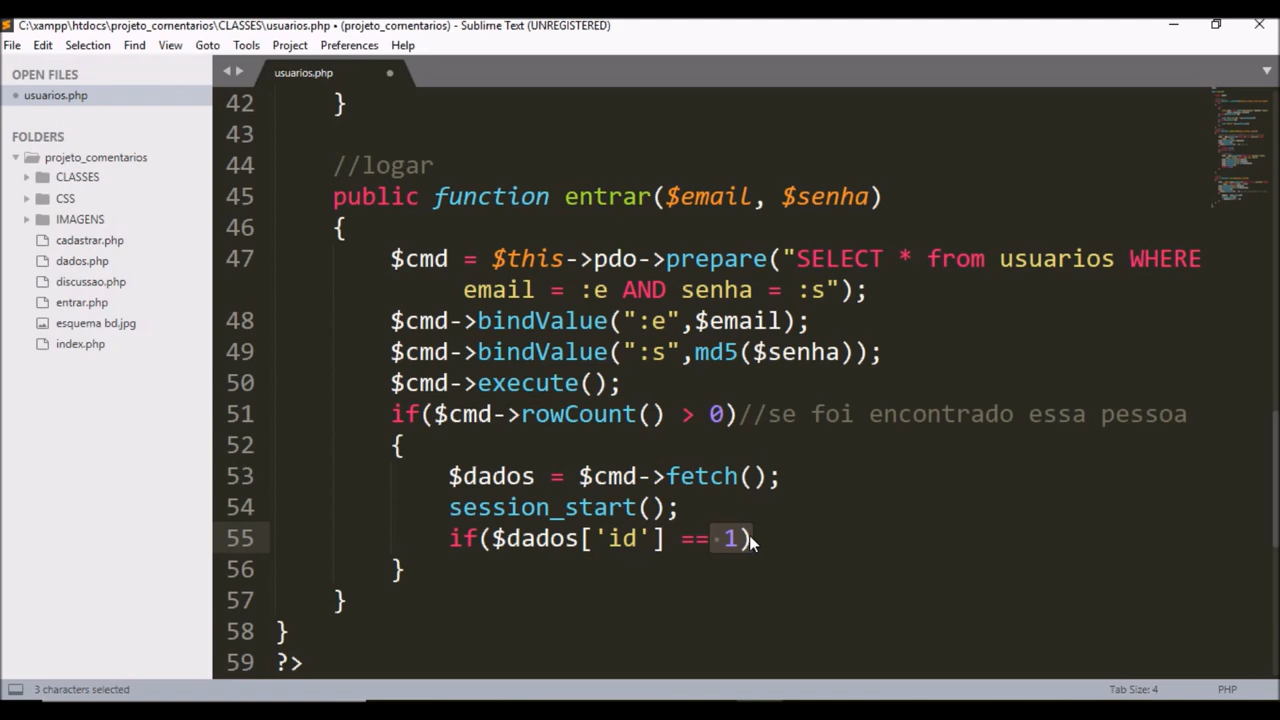 C:\xampp\htdocs\projeto_comentarios\CLASSES\usuarios.php • (projeto_comentarios) - Sublime Text (UNREGISTERED)
File Edit Selection Find View Goto Tools Project Preferences Help
OPEN FILES
usuarios.php
FOLDERS
projeto_comentarios
CLASSES
CSS
IMAGENS
cadastrar.php
dados.php
discussao.php
entrar.php
esquema bd.jpg
index.php
usuarios.php
42 }
43
44 //logar
45 public function entrar($email, $senha)
46 {
47 $cmd = $this->pdo->prepare("SELECT * from usuarios WHERE
email = :e AND senha = :s");
48 $cmd->bindValue(":e",$email);
49 $cmd->bindValue(":s",md5($senha));
50 $cmd->execute();
51 if($cmd->rowCount() > 0)//se foi encontrado essa pessoa
52 {
53 $dados = $cmd->fetch();
54 session_start();
55 if($dados['id'] == 1)
56 }
57 }
58 }
59 ?>
3 characters selected
Tab Size: 4
PHP